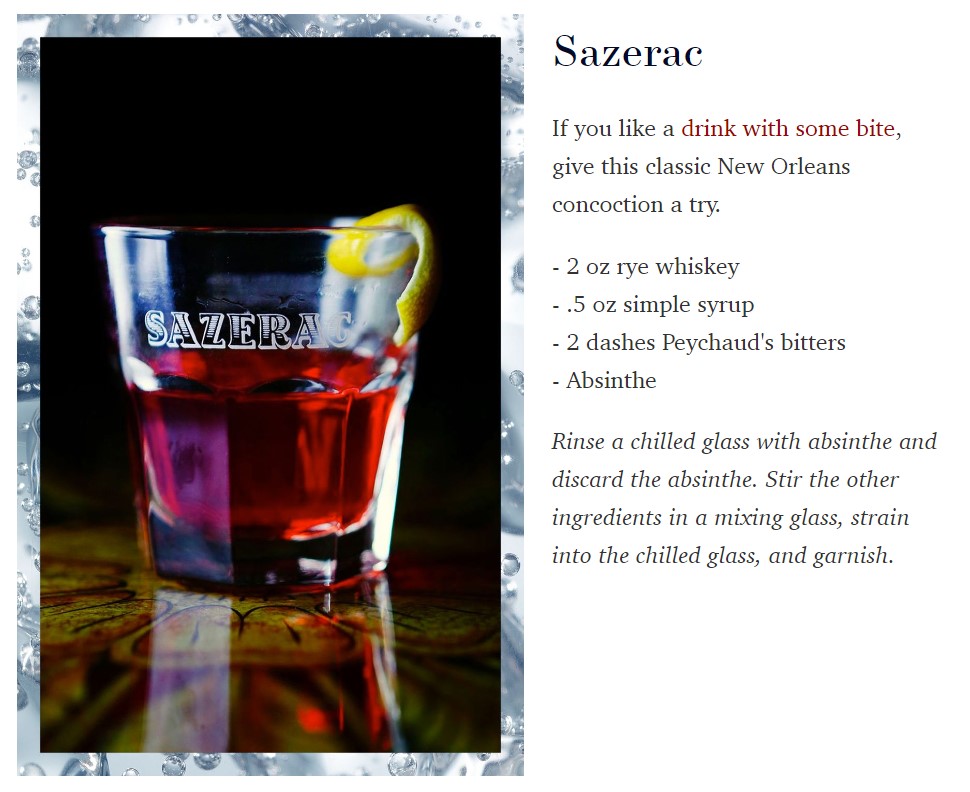 Sazerac
If you like a drink with some bite,
give this classic New Orleans
concoction a try.
- 2 oz rye whiskey
- .5 oz simple syrup
- 2 dashes Peychaud's bitters
- Absinthe
Rinse a chilled glass with absinthe and
discard the absinthe. Stir the other
ingredients in a mixing glass, strain
into the chilled glass, and garnish.
SAZERAC